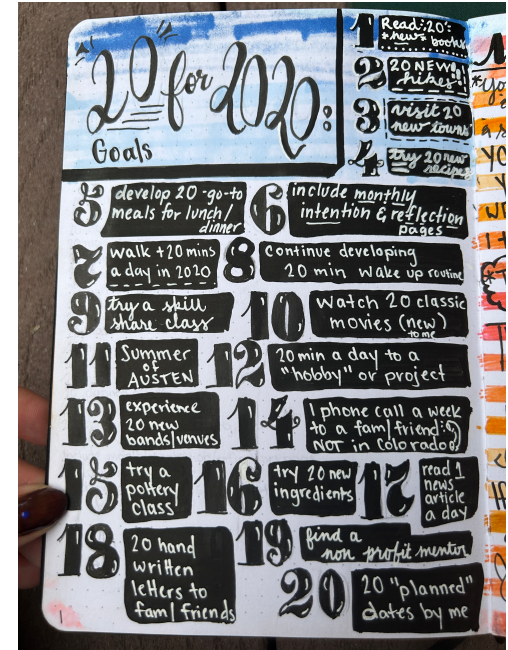 20 for 2020:
Goals
1 Read: 20
*new* books
2 20 NEW
hikes!!
3 visit 20
new towns
4 try 20 new
recipes
5 develop 20 go-to
meals for lunch/
dinner
6 include monthly
intention & reflection
pages
7 walk +20 mins
a day in 2020
8 continue developing
20 min wake up routine
9 try a skill
share class
10 watch 20 classic
movies (new)
to me
11 Summer
of
AUSTEN
12 20 min a day to a
"hobby" or project
13 experience
20 new
bands/venues
14 1 phone call a week
to a fam/friend:
NOT in Colorado
15 try a
pottery
class
16 try 20 new
ingredients
17 read 1
news
article
a day
18 20 hand
written
letters to
fam/friends
19 find a
non profit mentor
20 20 "planned"
dates by me
1